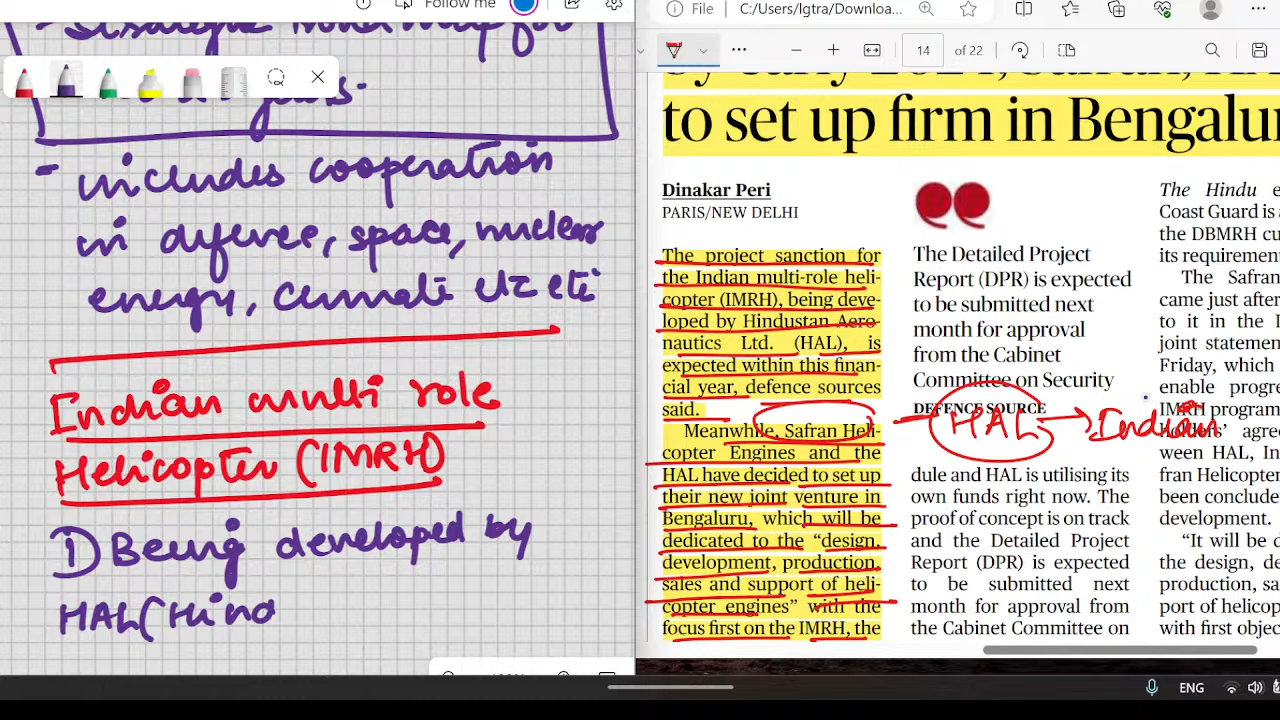 Follow me
years.
- includes cooperation
in defence, space, nuclear
energy, climate etc etc
Indian multi role
Helicopter (IMRH)
1) Being developed by
HAL (Hind
File
C:/Users/lgtra/Downloa...
14 of 22
to set up firm in Bengalu
Dinakar Peri
PARIS/NEW DELHI
The project sanction for
the Indian multi-role heli-
copter (IMRH), being deve-
loped by Hindustan Aero-
nautics Ltd. (HAL), is
expected within this finan-
cial year, defence sources
said.
Meanwhile, Safran Heli-
copter Engines and the
HAL have decided to set up
their new joint venture in
Bengaluru, which will be
dedicated to the “design,
development, production,
sales and support of heli-
copter engines” with the
focus first on the IMRH, the
The Detailed Project
Report (DPR) is expected
to be submitted next
month for approval
from the Cabinet
Committee on Security
DEFENCE SOURCE
HAL
Indian
dule and HAL is utilising its
own funds right now. The
proof of concept is on track
and the Detailed Project
Report (DPR) is expected
to be submitted next
month for approval from
the Cabinet Committee on
The Hindu
Coast Guard is a
the DBMRH cu
its requiremen
The Safran
came just after
to it in the
joint statemen
Friday, which
enable progr
IMRH program
agree
ween HAL, In
fran Helicopter
been conclude
development.
“It will be d
the design, de
production, sa
port of helicop
with first objec
ENG